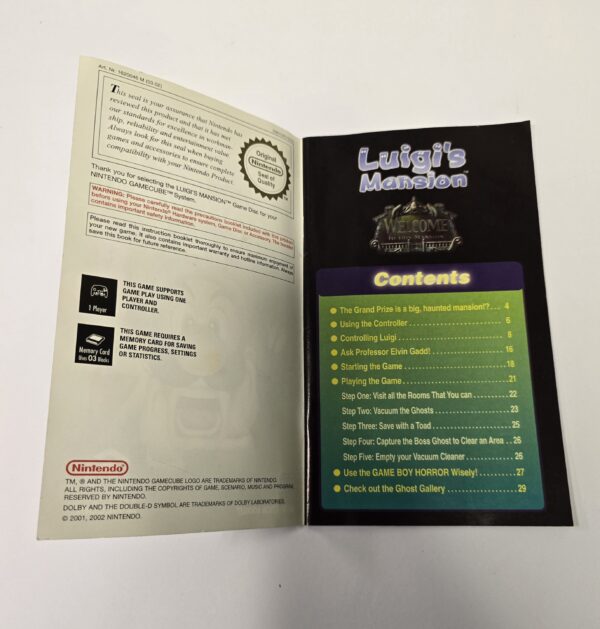 Art. Nr. 1620046 M (03-02)
This seal is your assurance that Nintendo has
reviewed this product and that it has met
our standards for excellence in workman-
ship, reliability and entertainment value.
Always look for this seal when buying
games and accessories to ensure complete
compatibility with your Nintendo Product.
Original
Nintendo
Seal of
Quality
Thank you for selecting the LUIGI'S MANSION™ Game Disc for your
NINTENDO GAMECUBE™ System.
WARNING: Please carefully read the precautions booklet included with this product
before using your Nintendo® Hardware system, Game Disc or Accessory. The booklet
contains important safety information.
Please read this instruction booklet thoroughly to ensure maximum enjoyment of
your new game. It also contains important warranty and hotline information. Always
save this book for future reference.
1 Player
THIS GAME SUPPORTS
GAME PLAY USING ONE
PLAYER AND
CONTROLLER.
Memory Card
Uses 03 Blocks
THIS GAME REQUIRES A
MEMORY CARD FOR SAVING
GAME PROGRESS, SETTINGS
OR STATISTICS.
Nintendo®
TM, ® AND THE NINTENDO GAMECUBE LOGO ARE TRADEMARKS OF NINTENDO.
ALL RIGHTS, INCLUDING THE COPYRIGHTS OF GAME, SCENARIO, MUSIC AND PROGRAM,
RESERVED BY NINTENDO.
DOLBY AND THE DOUBLE-D SYMBOL ARE TRADEMARKS OF DOLBY LABORATORIES.
© 2001, 2002 NINTENDO.
Luigi's
Mansion™
WELCOME
TO THIS MANSION
Contents
The Grand Prize is a big, haunted mansion!?... 4
Using the Controller ........................ 6
Controlling Luigi ........................... 8
Ask Professor Elvin Gadd! ................... 16
Starting the Game ........................... 18
Playing the Game ............................ 21
Step One: Visit all the Rooms That You can ........ 22
Step Two: Vacuum the Ghosts ................... 23
Step Three: Save with a Toad .................. 25
Step Four: Capture the Boss Ghost to Clear an Area .. 26
Step Five: Empty your Vacuum Cleaner ........... 26
Use the GAME BOY HORROR Wisely! .......... 27
Check out the Ghost Gallery ................. 29